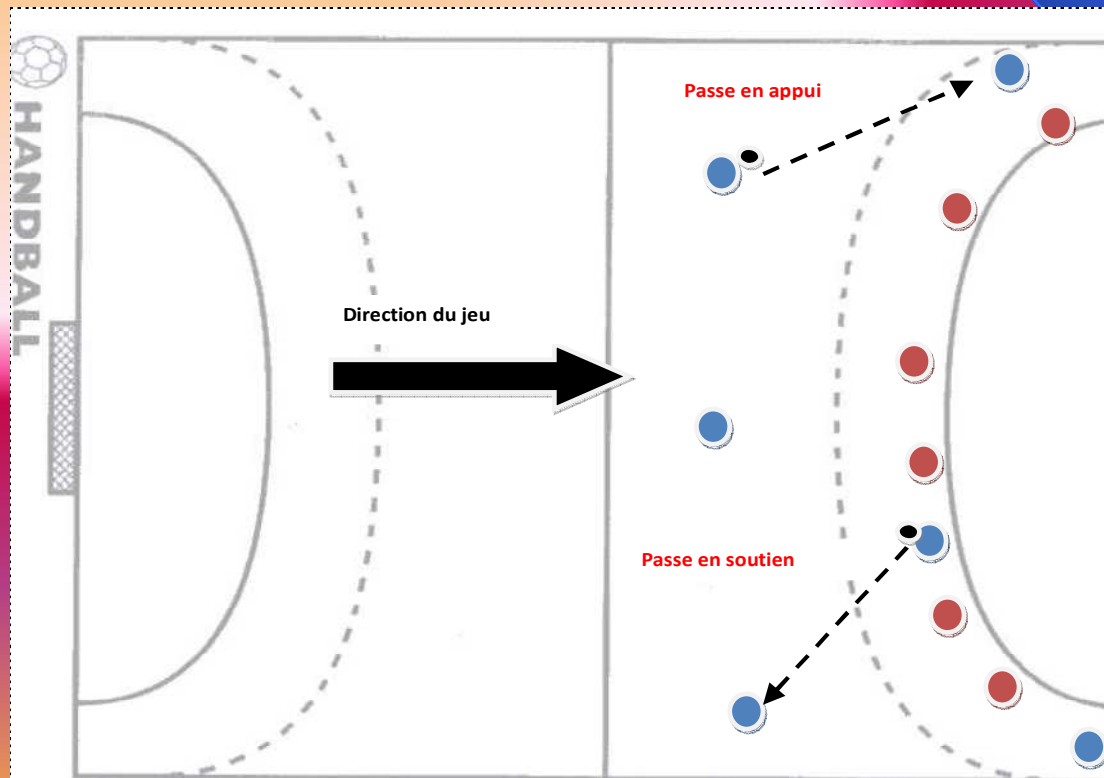 HANDBALL
Passe en appui
Direction du jeu
Passe en soutien